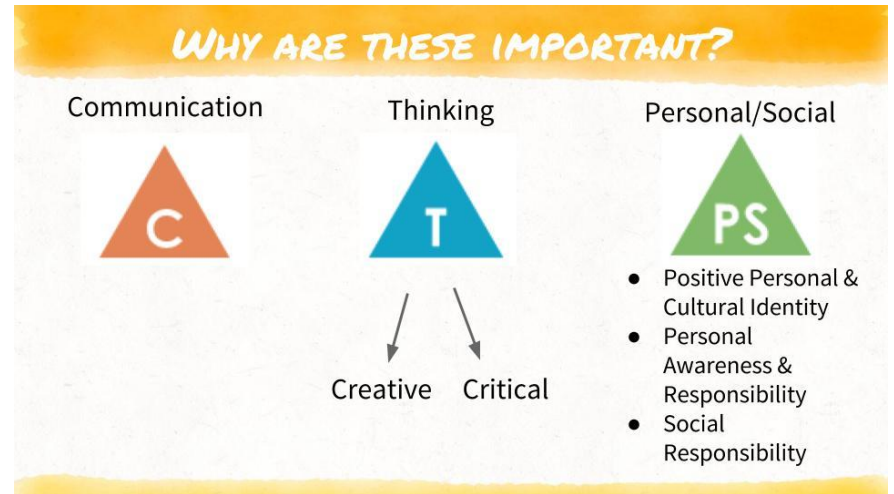 WHY ARE THESE IMPORTANT?
Communication
C
Thinking
T
Creative
Critical
Personal/Social
PS
● Positive Personal &
Cultural Identity
● Personal
Awareness &
Responsibility
● Social
Responsibility